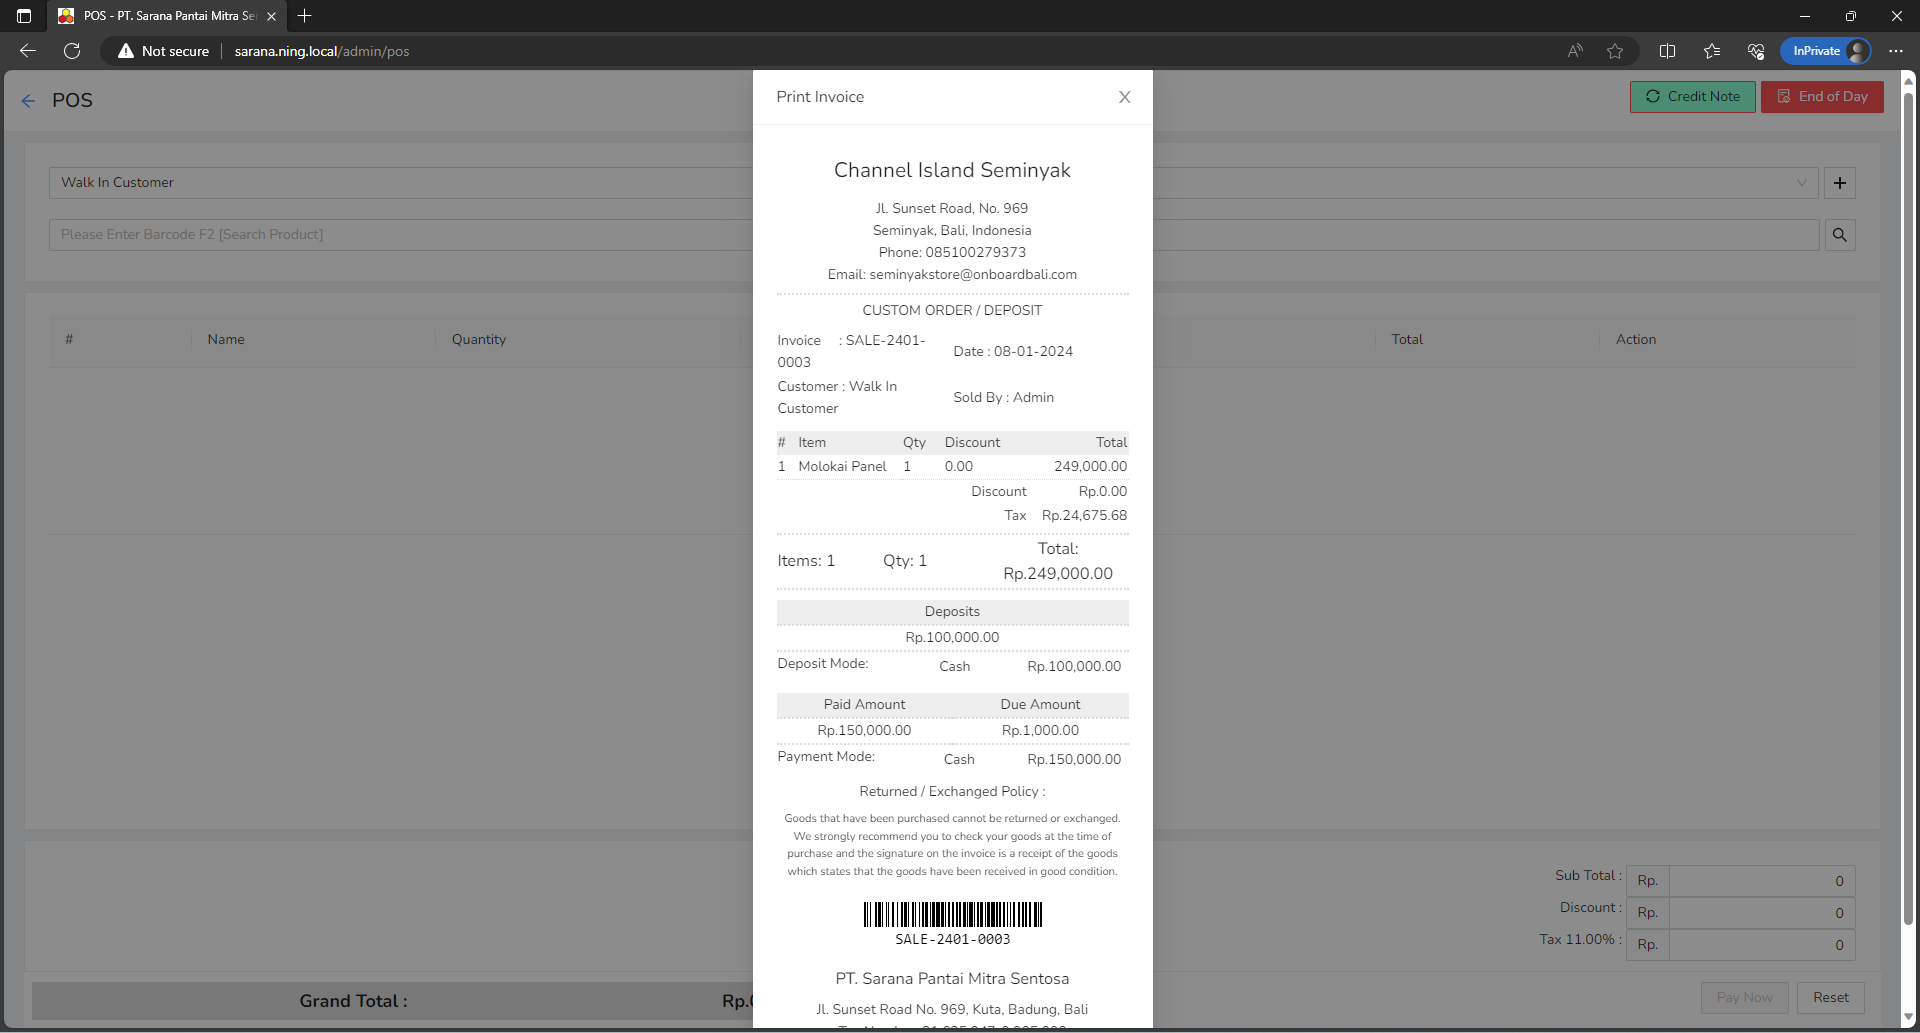 POS - PT. Sarana Pantai Mitra Se
Not secure
sarana.ning.local/admin/pos
InPrivate
POS
Credit Note
End of Day
Walk In Customer
Please Enter Barcode F2 [Search Product]
# Name Quantity Total Action
Sub Total : Rp. 0
Discount : Rp. 0
Tax 11.00% : Rp. 0
Grand Total : Rp.
Pay Now Reset
Print Invoice X
Channel Island Seminyak
Jl. Sunset Road, No. 969
Seminyak, Bali, Indonesia
Phone: 085100279373
Email: seminyakstore@onboardbali.com
CUSTOM ORDER / DEPOSIT
Invoice : SALE-2401-
0003
Date : 08-01-2024
Customer : Walk In
Customer
Sold By : Admin
# Item Qty Discount Total
1 Molokai Panel 1 0.00 249,000.00
Discount Rp.0.00
Tax Rp.24,675.68
Items: 1 Qty: 1
Total:
Rp.249,000.00
Deposits
Rp.100,000.00
Deposit Mode: Cash Rp.100,000.00
Paid Amount Due Amount
Rp.150,000.00 Rp.1,000.00
Payment Mode: Cash Rp.150,000.00
Returned / Exchanged Policy :
Goods that have been purchased cannot be returned or exchanged.
We strongly recommend you to check your goods at the time of
purchase and the signature on the invoice is a receipt of the goods
which states that the goods have been received in good condition.
SALE-2401-0003
PT. Sarana Pantai Mitra Sentosa
Jl. Sunset Road No. 969, Kuta, Badung, Bali